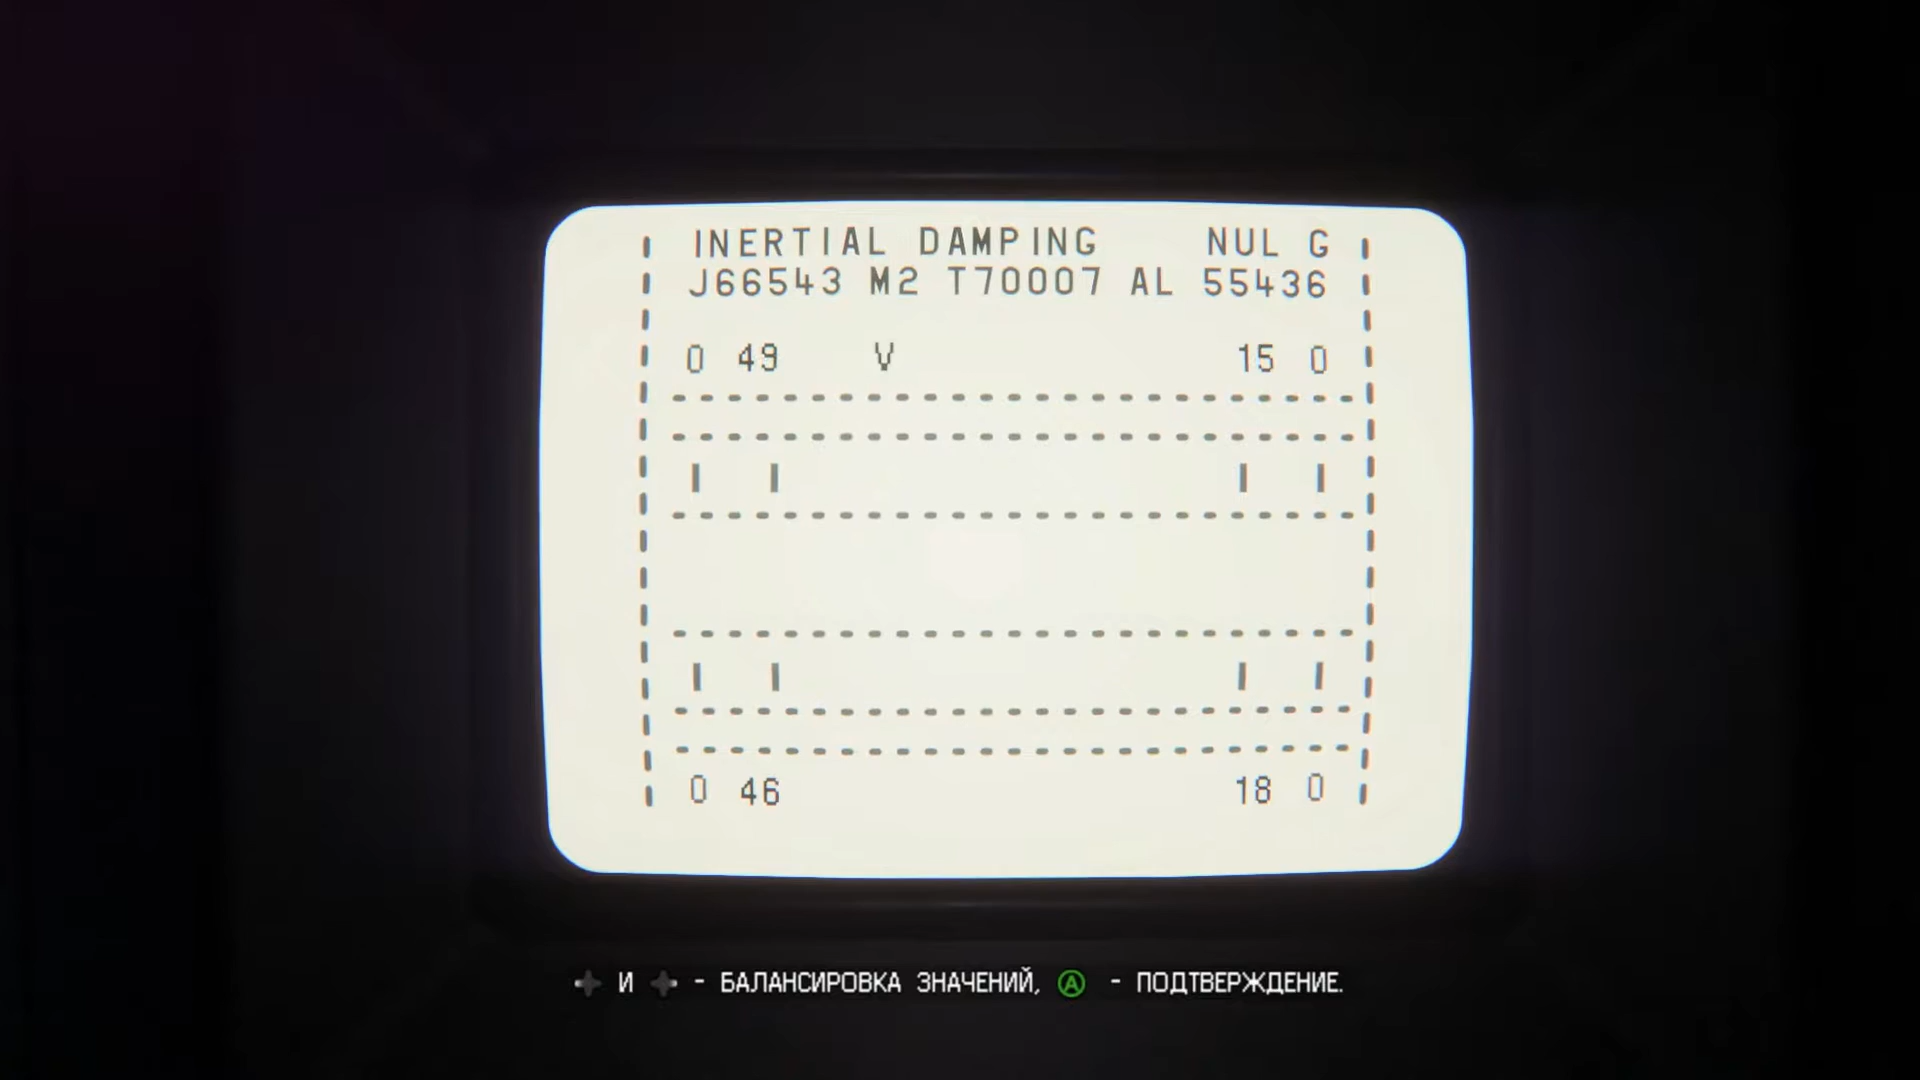 INERTIAL DAMPING NUL G
J66543 M2 T70007 AL 55436
0 49 V 15 0
0 46 18 0
И - БАЛАНСИРОВКА ЗНАЧЕНИЙ, A - ПОДТВЕРЖДЕНИЕ.